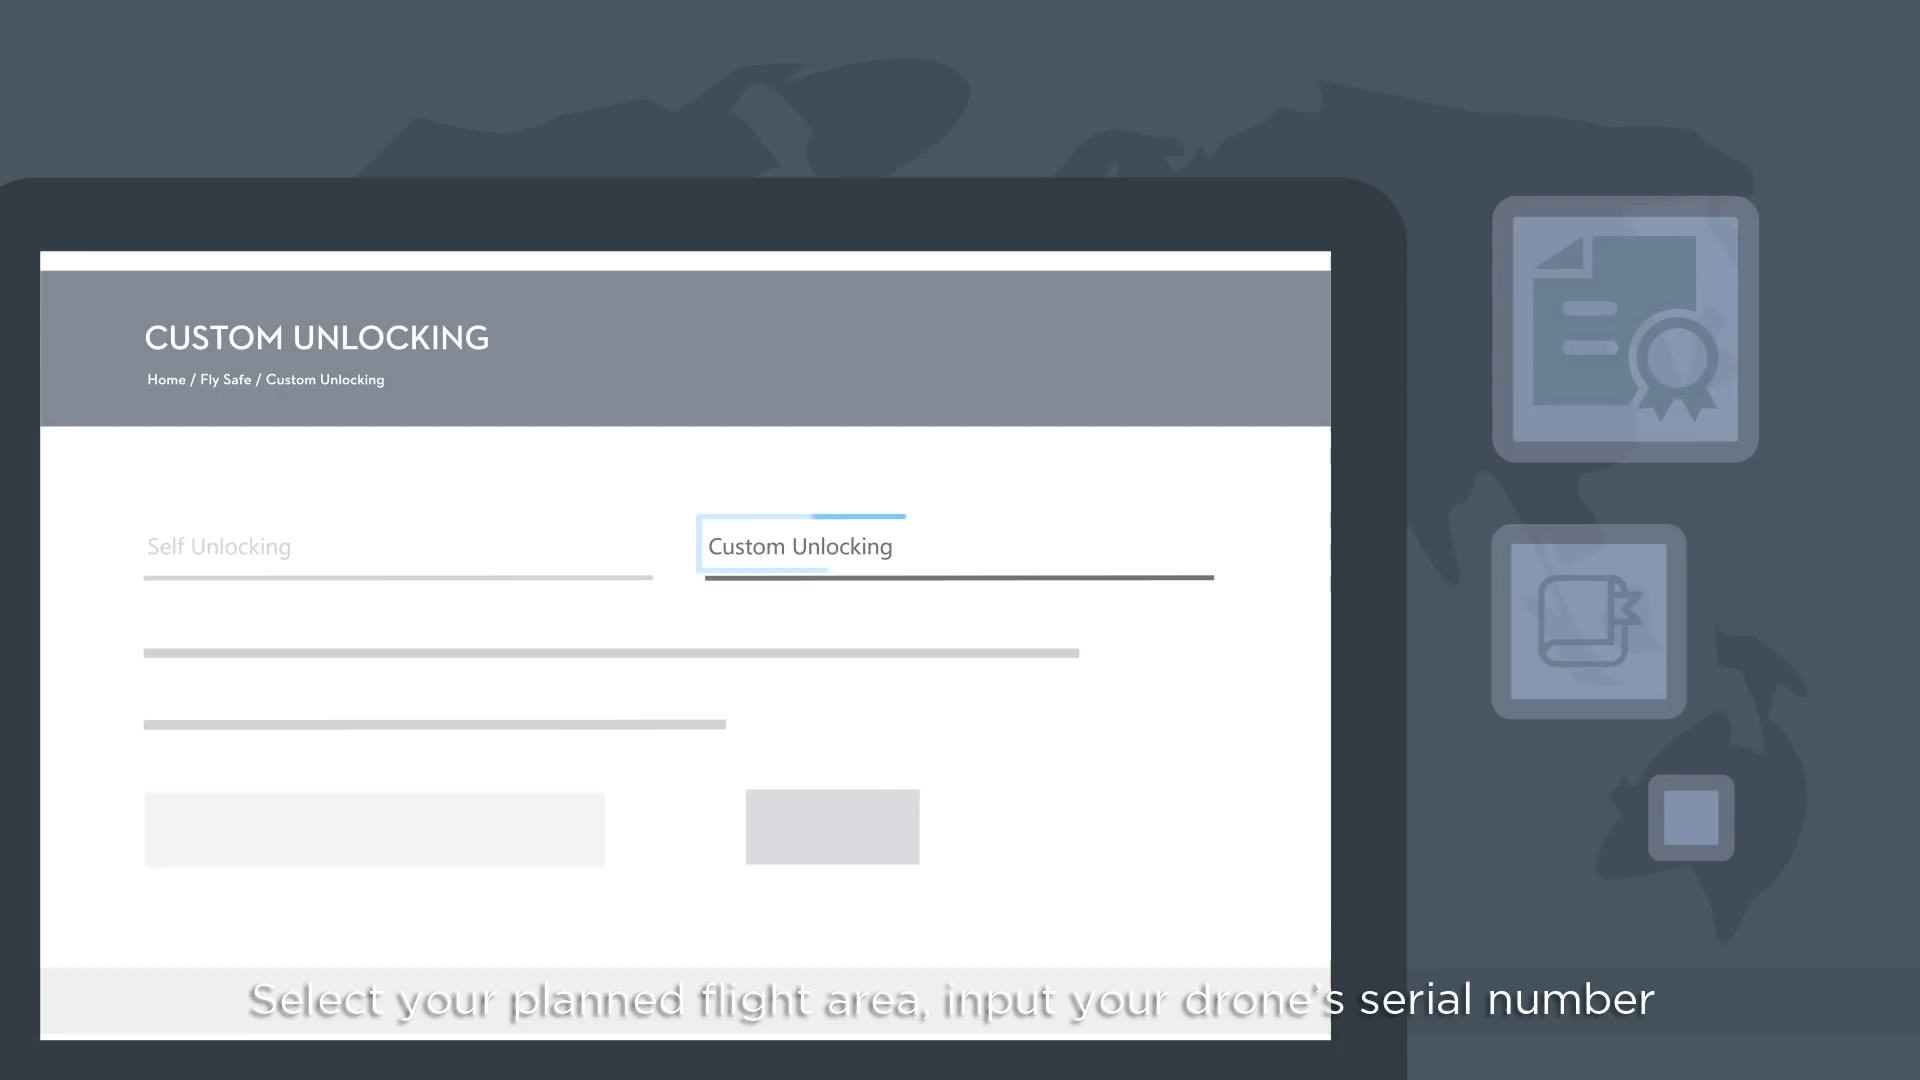 CUSTOM UNLOCKING
Home / Fly Safe / Custom Unlocking
Self Unlocking
Custom Unlocking
Select your planned flight area, input your drone's serial number